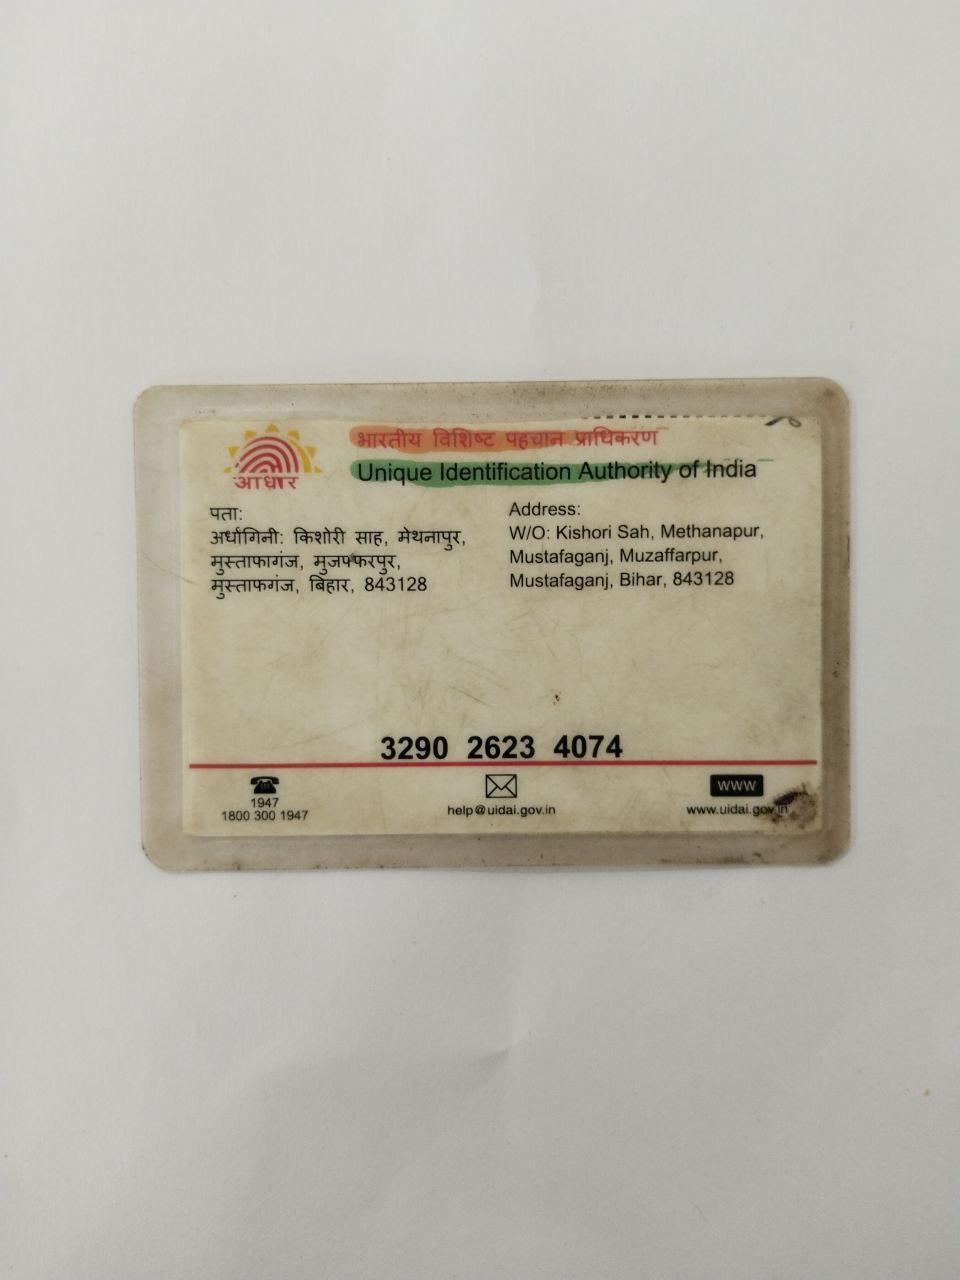 भारतीय विशिष्ट पहचान प्राधिकरण
Unique Identification Authority of India
आधार
पता:
अर्धांगिनी: किशोरी साह, मेथनापुर,
मुस्ताफागंज, मुजफ्फरपुर,
मुस्ताफगंज, बिहार, 843128
Address:
W/O: Kishori Sah, Methanapur,
Mustafaganj, Muzaffarpur,
Mustafaganj, Bihar, 843128
3290 2623 4074
1947
1800 300 1947
help@uidai.gov.in
WWW
www.uidai.gov.in